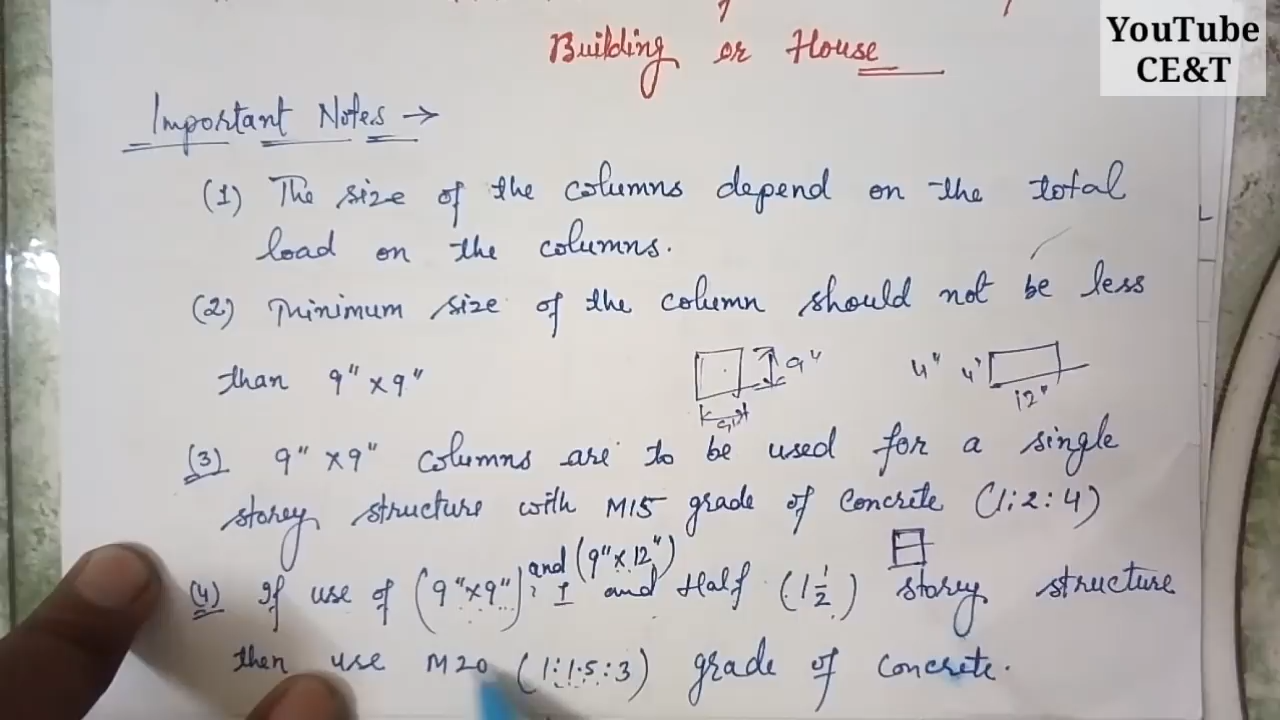 YouTube
CE&T
Building or House
Important Notes →
(1) The size of the columns depend on the total
load on the columns.
(2) Minimum size of the column should not be less
than 9" x 9"
9"
9"
4" 4"
12"
(3) 9" x 9" columns are to be used for a single
storey structure with M15 grade of concrete (1:2:4)
and (9" x 12")
(4) If use of (9" x 9"), 1 and Half (1 1/2) storey structure
then use M20 (1:1.5:3) grade of concrete.